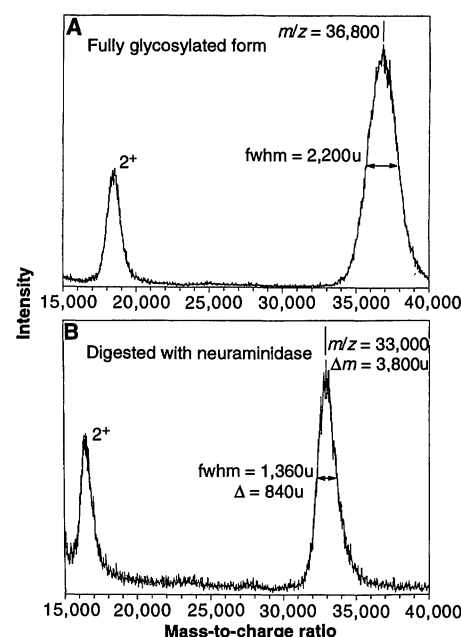 A
Fully glycosylated form
m/z = 36,800
2+
fwhm = 2,200u
15,000 20,000 25,000 30,000 35,000 40,000
Intensity
B
Digested with neuraminidase
m/z = 33,000
Δm = 3,800u
2+
fwhm = 1,360u
Δ = 840u
15,000 20,000 25,000 30,000 35,000 40,000
Mass-to-charge ratio